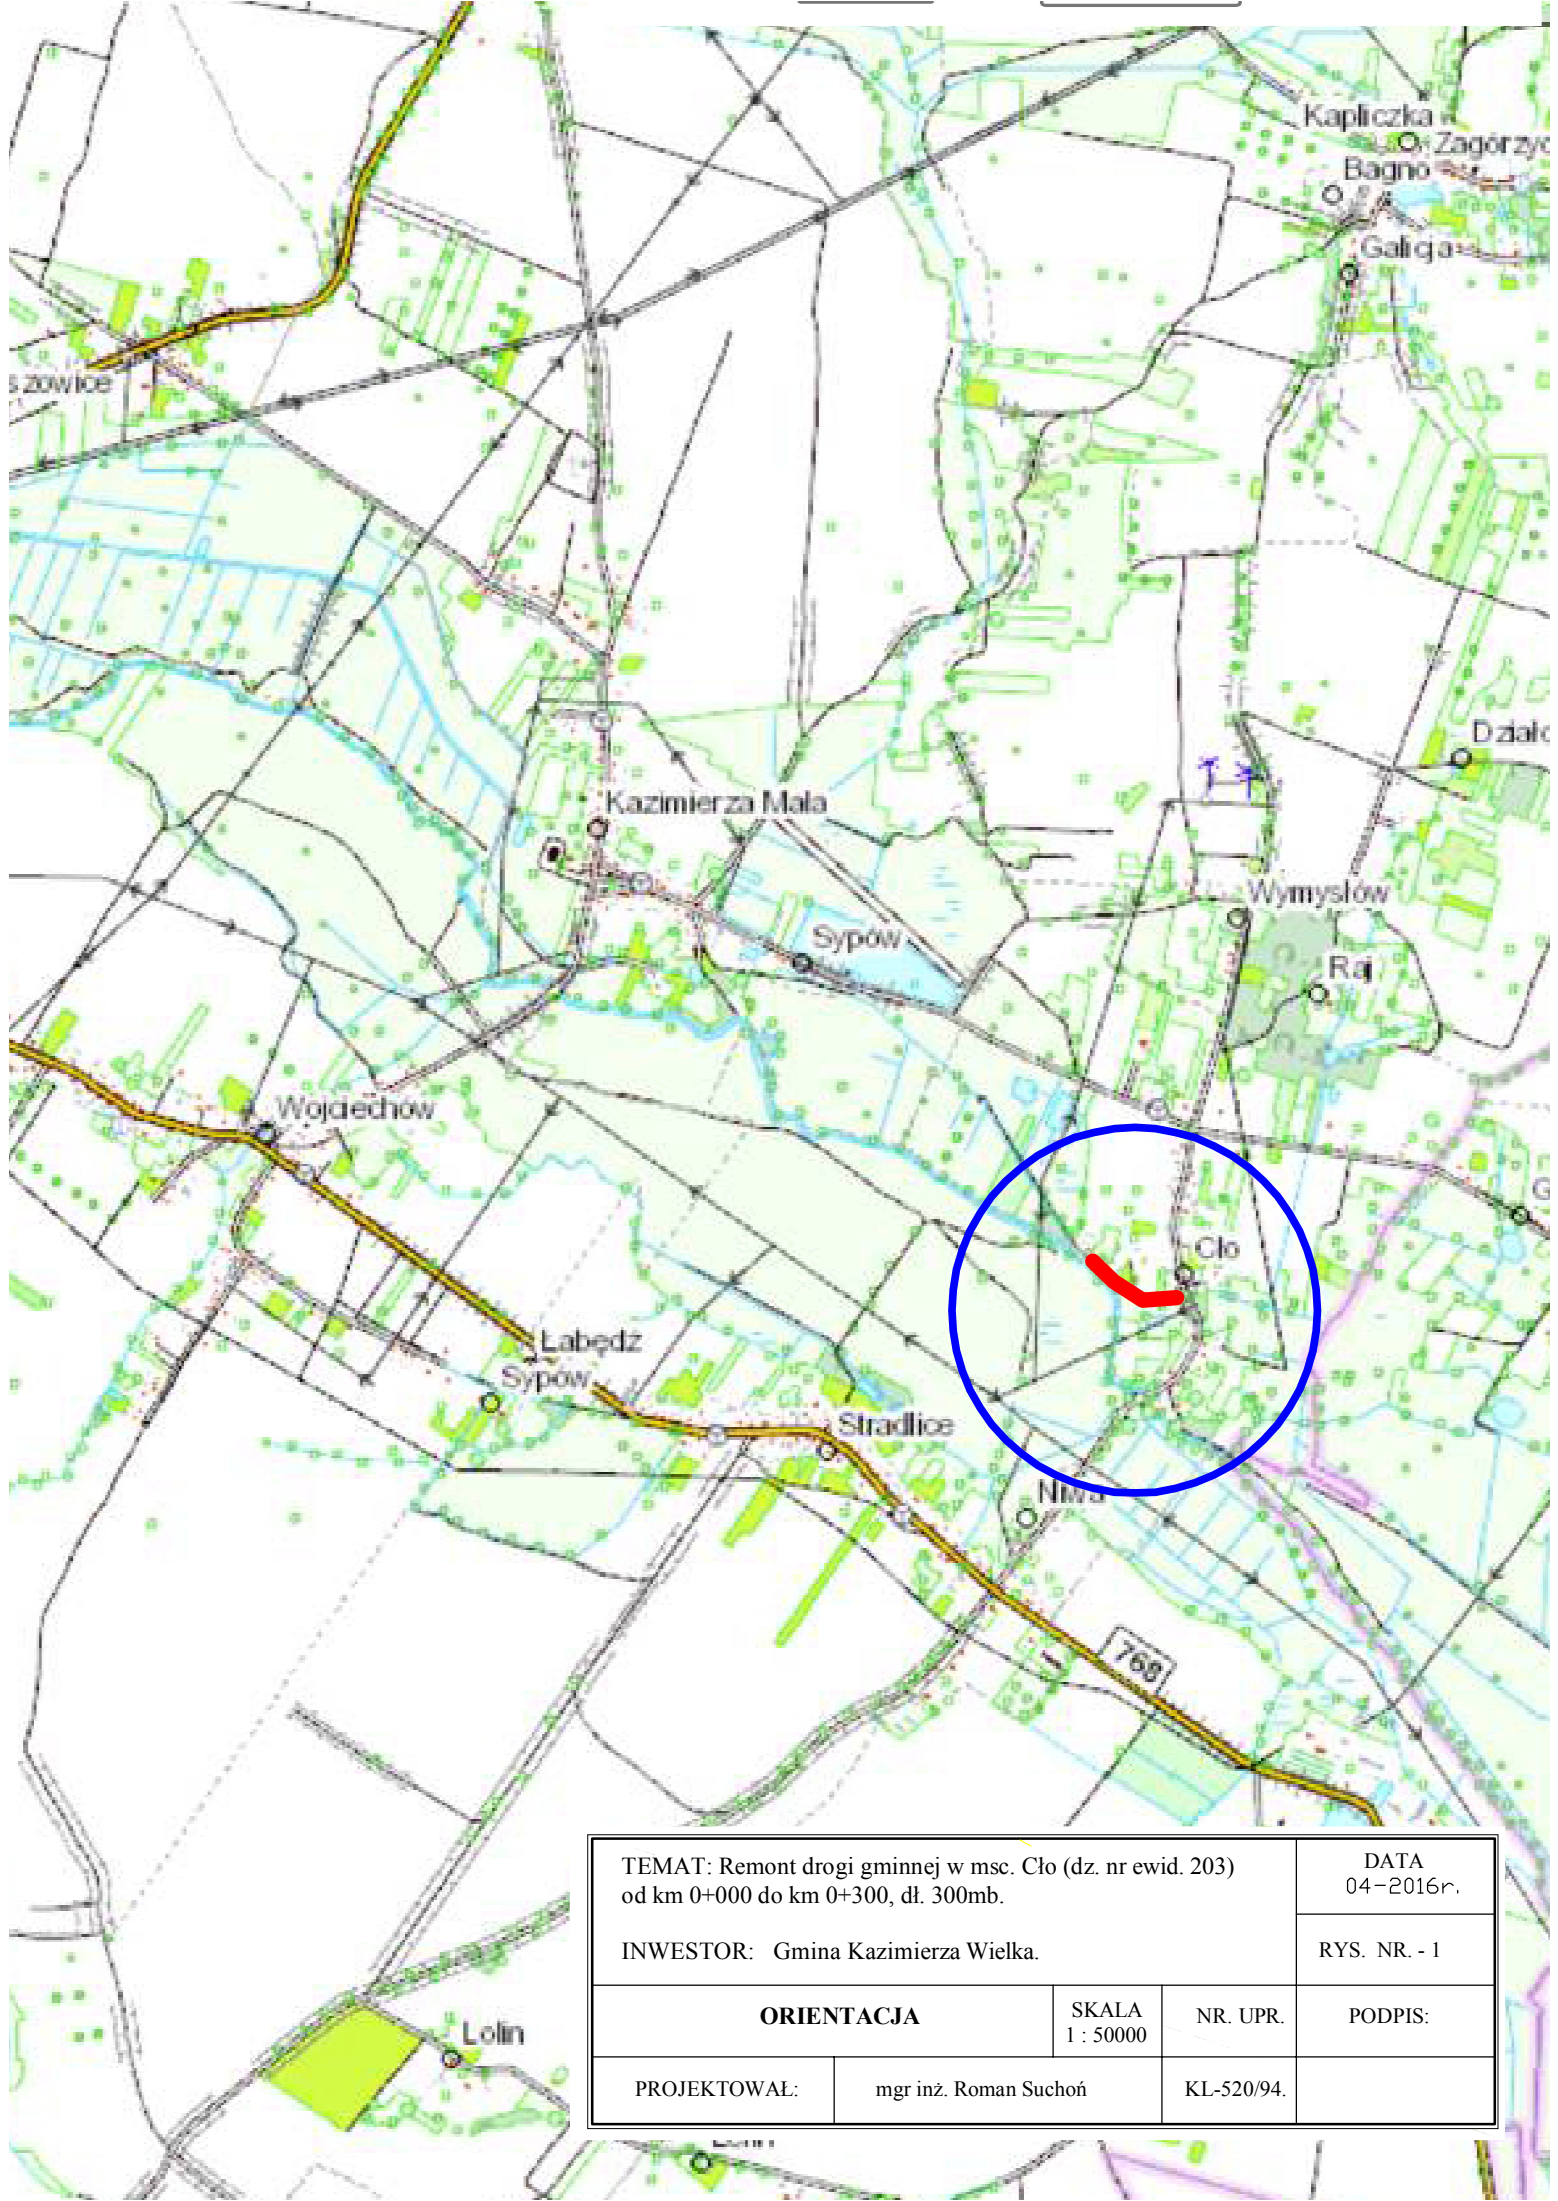 Kapliczka
Zagórzyc
Bagno
Galicja
szowice
Działo
Kazimierza Mała
Wymysłów
Sypów
Raj
Wojciechów
G
Cło
Łabędz
Sypów
Stradlice
Niwa
768
TEMAT: Remont drogi gminnej w msc. Cło (dz. nr ewid. 203)
od km 0+000 do km 0+300, dł. 300mb.
DATA
04-2016r.
INWESTOR: Gmina Kazimierza Wielka.
RYS. NR. - 1
ORIENTACJA
SKALA
1 : 50000
NR. UPR.
PODPIS:
Lolin
PROJEKTOWAŁ:
mgr inż. Roman Suchoń
KL-520/94.